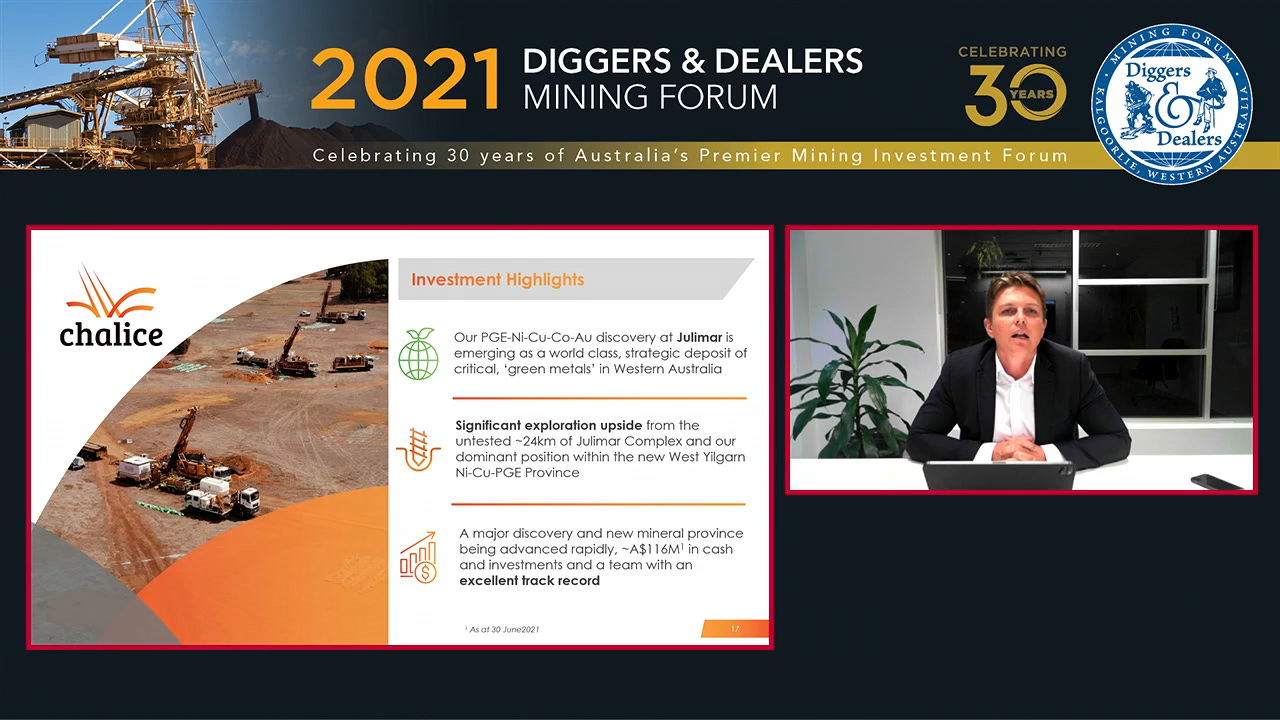 2021
DIGGERS & DEALERS
MINING FORUM
CELEBRATING
30
YEARS
Celebrating 30 years of Australia's Premier Mining Investment Forum
MINING FORUM
Diggers
&
Dealers
KALGOORLIE, WESTERN AUSTRALIA
chalice
Investment Highlights
Our PGE-Ni-Cu-Co-Au discovery at Julimar is
emerging as a world class, strategic deposit of
critical, ‘green metals’ in Western Australia
Significant exploration upside from the
untested ~24km of Julimar Complex and our
dominant position within the new West Yilgarn
Ni-Cu-PGE Province
A major discovery and new mineral province
being advanced rapidly, ~A$116M¹ in cash
and investments and a team with an
excellent track record
$
¹ As at 30 June2021
17